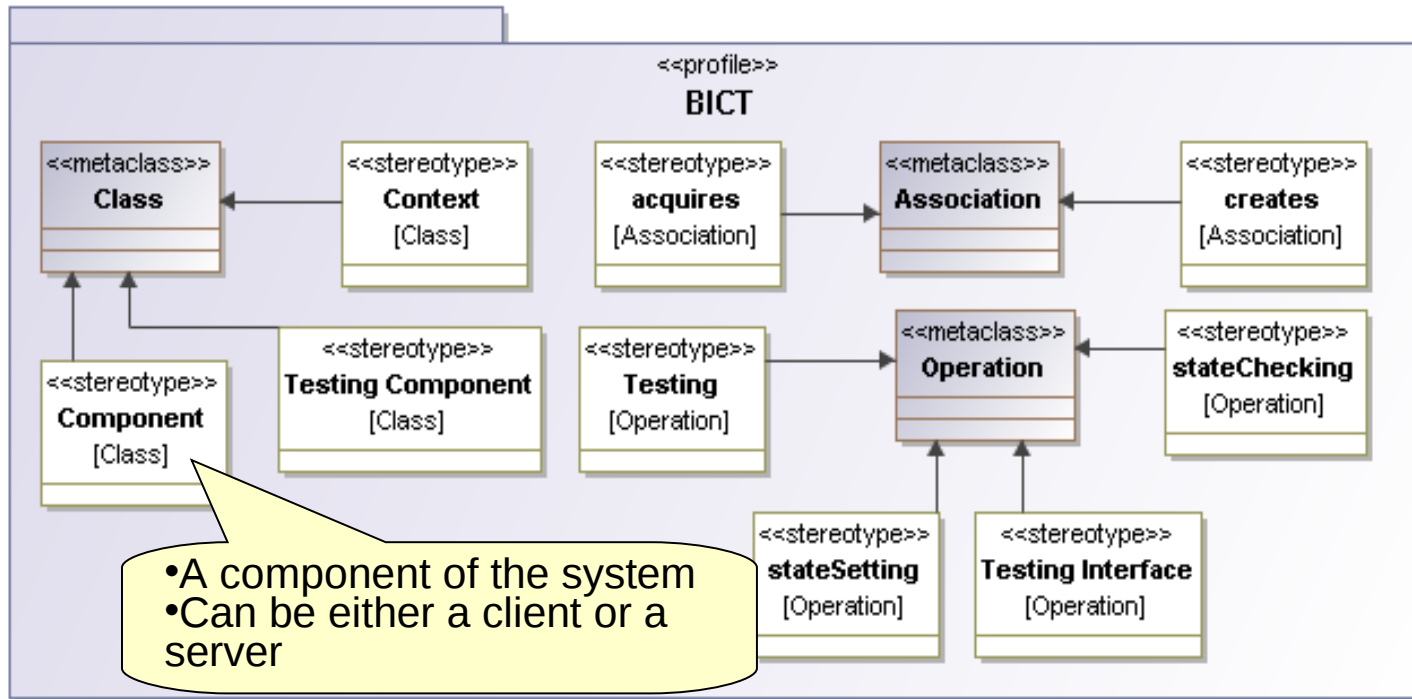 <<profile>>
BICT
<<metaclass>>
Class
<<stereotype>>
Context
[Class]
<<stereotype>>
acquires
[Association]
<<metaclass>>
Association
<<stereotype>>
creates
[Association]
<<stereotype>>
Component
[Class]
<<stereotype>>
Testing Component
[Class]
<<stereotype>>
Testing
[Operation]
<<metaclass>>
Operation
<<stereotype>>
stateChecking
[Operation]
<<stereotype>>
stateSetting
[Operation]
<<stereotype>>
Testing Interface
[Operation]
•A component of the system
•Can be either a client or a
server